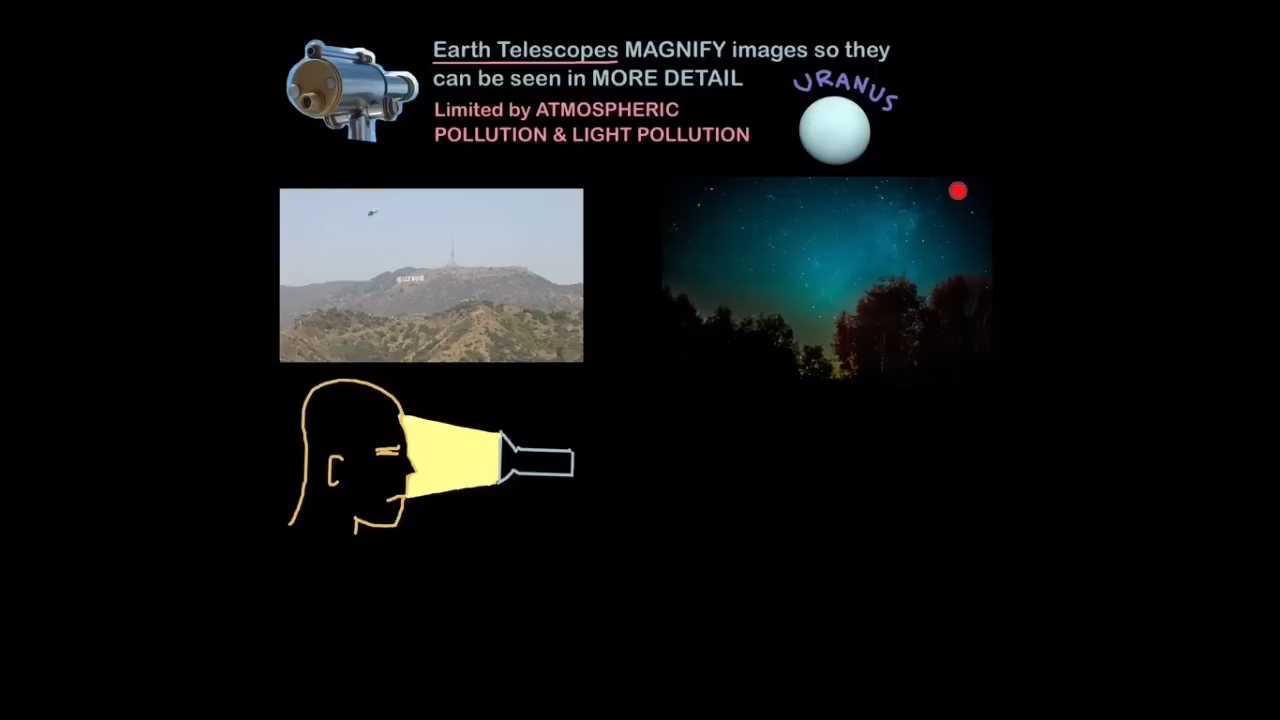 Earth Telescopes MAGNIFY images so they
can be seen in MORE DETAIL
URANUS
Limited by ATMOSPHERIC
POLLUTION & LIGHT POLLUTION